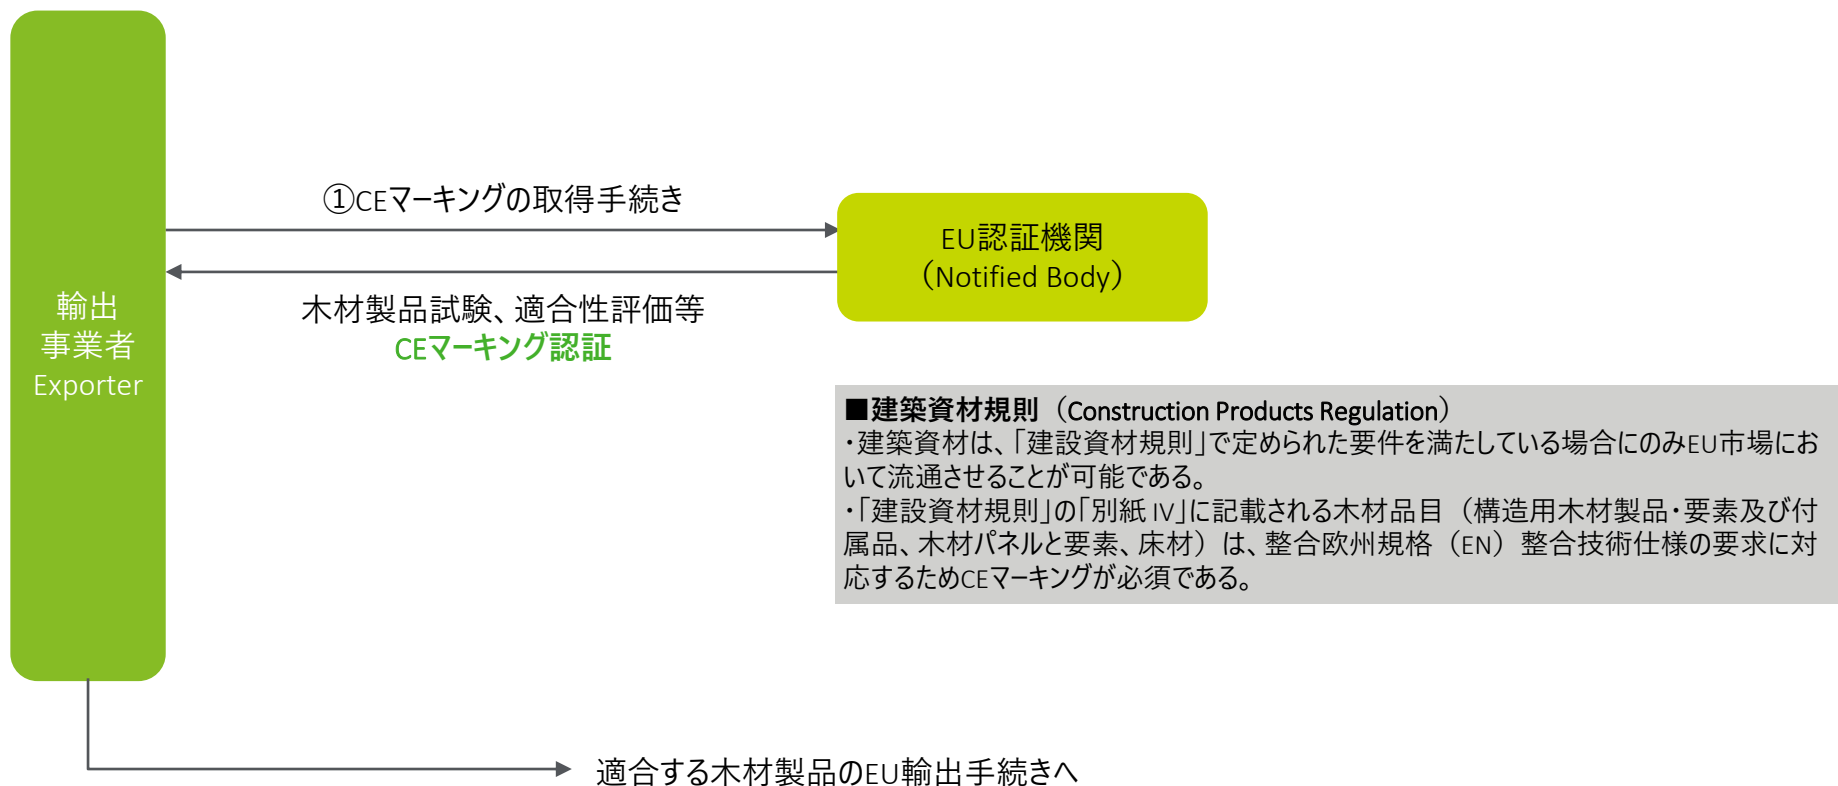 ①CEマーキングの取得手続き
EU認証機関
（Notified Body）
輸出
事業者
Exporter
木材製品試験、適合性評価等
CEマーキング認証
■建築資材規則（Construction Products Regulation）
・建築資材は、「建設資材規則」で定められた要件を満たしている場合にのみEU市場にお
いて流通させることが可能である。
・「建設資材規則」の「別紙 IV」に記載される木材品目（構造用木材製品・要素及び付
属品、木材パネルと要素、床材）は、整合欧州規格（EN）整合技術仕様の要求に対
応するためCEマーキングが必須である。
適合する木材製品のEU輸出手続きへ